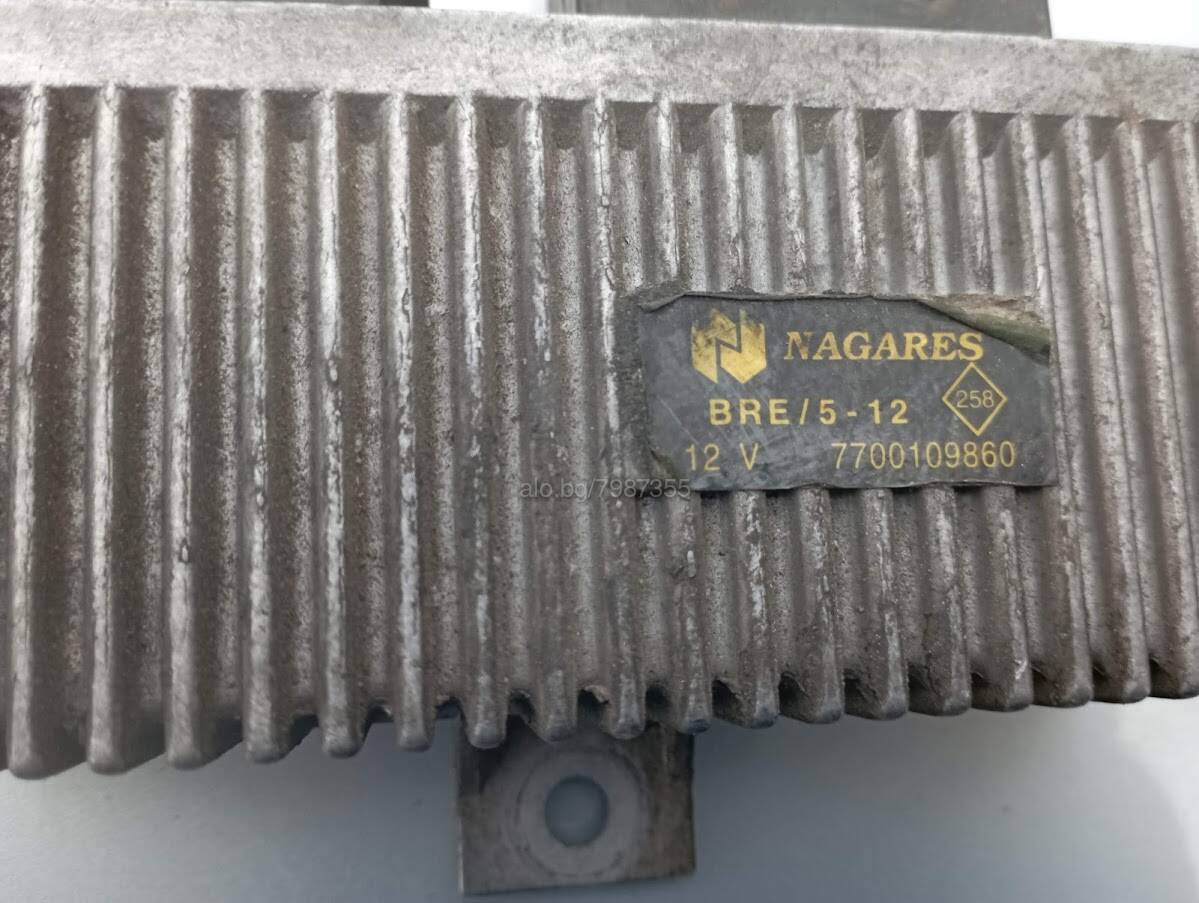 NAGARES
BRE/5-12
258
12 V 7700109860
alo.bg/7987355